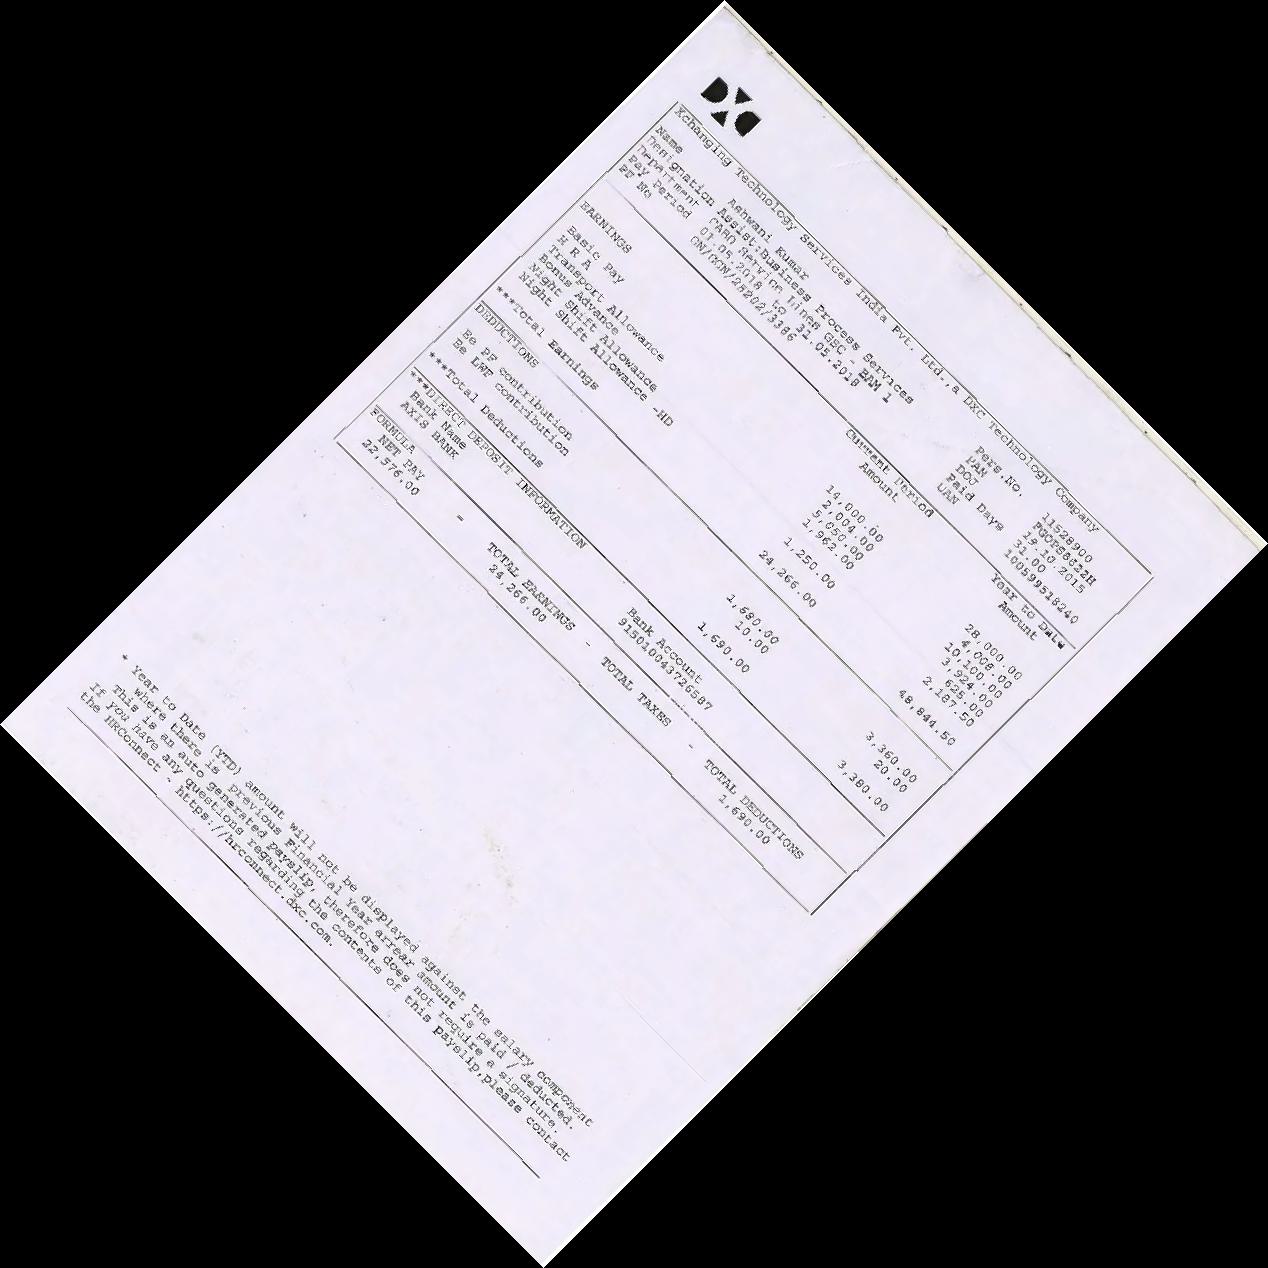 DXC
Xchanging Technology Services India Pvt. Ltd.,a DXC Technology Company
Name Ashwani Kumar Pers.No. 11528900
Designation Assist.Business Process Services PAN
Department Lines GSC - BAM 1 DOJ 19.10.2015
Pay Period 01.05.2018 to 31.05.2018 Paid Days 31.00
PF No GN/GGN/28202/3386 UAN 100599518240
EARNINGS Current Period Year to Date
Amount Amount
Basic Pay 14,000.00 28,000.00
H R A 2,004.00 4,008.00
Transport Allowance 5,050.00 10,100.00
Bonus Advance 1,962.00 3,924.00
Night Shift Allowance 625.00
Night Shift Allowance -HD 1,250.00 2,187.50
***Total Earnings 24,266.00 48,844.50
DEDUCTIONS
Ee PF contribution 1,680.00 3,360.00
Ee LWF contribution 10.00 20.00
***Total Deductions 1,690.00 3,380.00
***DIRECT DEPOSIT INFORMATION
Bank Name Bank Account
AXIS BANK 915010043726587
FORMULA
NET PAY - TOTAL EARNINGS - TOTAL TAXES - TOTAL DEDUCTIONS
22,576.00 24,266.00 1,690.00
* Year to Date (YTD) amount will not be displayed against the salary component
where there is previous Financial Year arrear amount is paid / deducted.
This is an auto generated payslip, therefore does not require a signature.
If you have any questions regarding the contents of this payslip,please contact
the HRConnect - https://hrconnect.dxc.com.